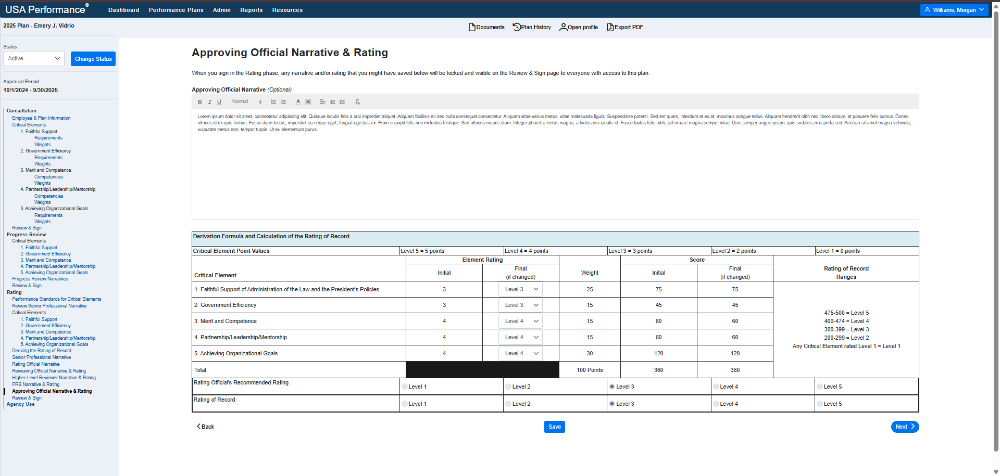 USA Performance
Dashboard
Performance Plans
Admin
Reports
Resources
Williams, Morgan
2025 Plan - Emery J. Vidrio
Status
Active
Change Status
Appraisal Period
10/1/2024 - 9/30/2025
Consultation
Employee & Plan Information
Critical Elements
1. Faithful Support
Requirements
Weights
2. Government Efficiency
Requirements
Weights
3. Merit and Competence
Competencies
Weights
4. Partnership/Leadership/Mentorship
Competencies
Weights
5. Achieving Organizational Goals
Requirements
Weights
Review & Sign
Progress Review
Critical Elements
1. Faithful Support
2. Government Efficiency
3. Merit and Competence
4. Partnership/Leadership/Mentorship
5. Achieving Organizational Goals
Progress Review Narratives
Review & Sign
Rating
Performance Standards for Critical Elements
Review Senior Professional Narrative
Critical Elements
1. Faithful Support
2. Government Efficiency
3. Merit and Competence
4. Partnership/Leadership/Mentorship
5. Achieving Organizational Goals
Deriving the Rating of Record
Senior Professional Narrative
Rating Official Narrative
Reviewing Official Narrative & Rating
Higher-Level Reviewer Narrative & Rating
PRB Narrative & Rating
Approving Official Narrative & Rating
Review & Sign
Agency Use
Documents
Plan History
Open profile
Export PDF
Approving Official Narrative & Rating
When you sign in the Rating phase, any narrative and/or rating that you might have saved below will be locked and visible on the Review & Sign page to everyone with access to this plan.
Approving Official Narrative (Optional)
B I U Normal A A
Lorem ipsum dolor sit amet, consectetur adipiscing elit. Quisque iaculis felis a orci imperdiet aliquet. Aliquam facilisis mi nec nulla consequat consectetur. Aliquam vitae varius metus, vitae malesuada ligula. Suspendisse potenti. Sed est quam, interdum at ex at, maximus congue tellus. Aliquam hendrerit nibh nec libero dictum, at posuere felis cursus. Donec
ultrices id mi quis finibus. Fusce diam lectus, imperdiet eu neque eget, feugiat egestas ex. Proin suscipit felis nec mi luctus tristique. Sed ultrices mauris diam. Integer pharetra lectus magna, a luctus nisi iaculis id. Fusce luctus felis nibh, vel ornare magna semper vitae. Duis semper augue ipsum, quis sodales eros porta sed. Aenean sit amet magna vehicula,
vulputate metus non, tempor turpis. Ut eu elementum purus.
Derivation Formula and Calculation of the Rating of Record
Critical Element Point Values Level 5 = 5 points Level 4 = 4 points Level 3 = 3 points Level 2 = 2 points Level 1 = 0 points
Critical Element
Element Rating
Initial
Final
(if changed)
Weight
Score
Initial
Final
(if changed)
Rating of Record
Ranges
1. Faithful Support of Administration of the Law and the President's Policies 3 Level 3 25 75 75
2. Government Efficiency 3 Level 3 15 45 45
3. Merit and Competence 4 Level 4 15 60 60
4. Partnership/Leadership/Mentorship 4 Level 4 15 60 60
5. Achieving Organizational Goals 4 Level 4 30 120 120
Total 100 Points 360 360
475-500 = Level 5
400-474 = Level 4
300-399 = Level 3
200-299 = Level 2
Any Critical Element rated Level 1 = Level 1
Rating Official's Recommended Rating Level 1 Level 2 Level 3 Level 4 Level 5
Rating of Record Level 1 Level 2 Level 3 Level 4 Level 5
Back
Save
Next